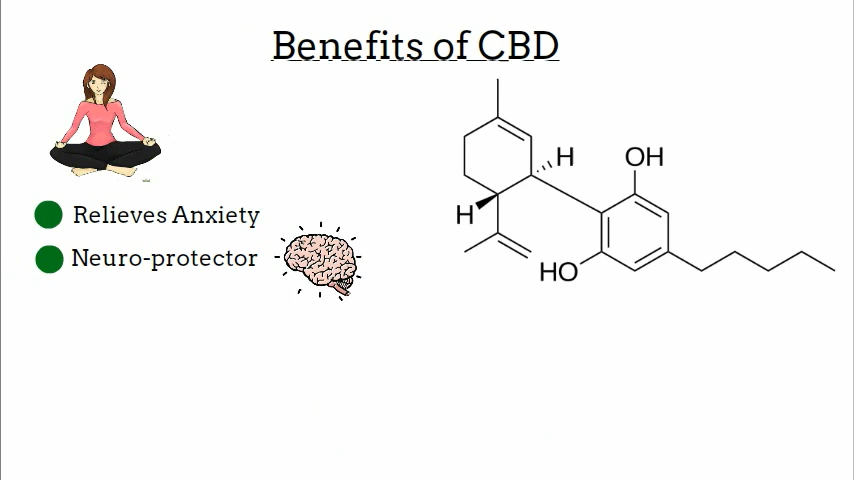 Benefits of CBD
Relieves Anxiety
Neuro-protector
H
OH
H
HO